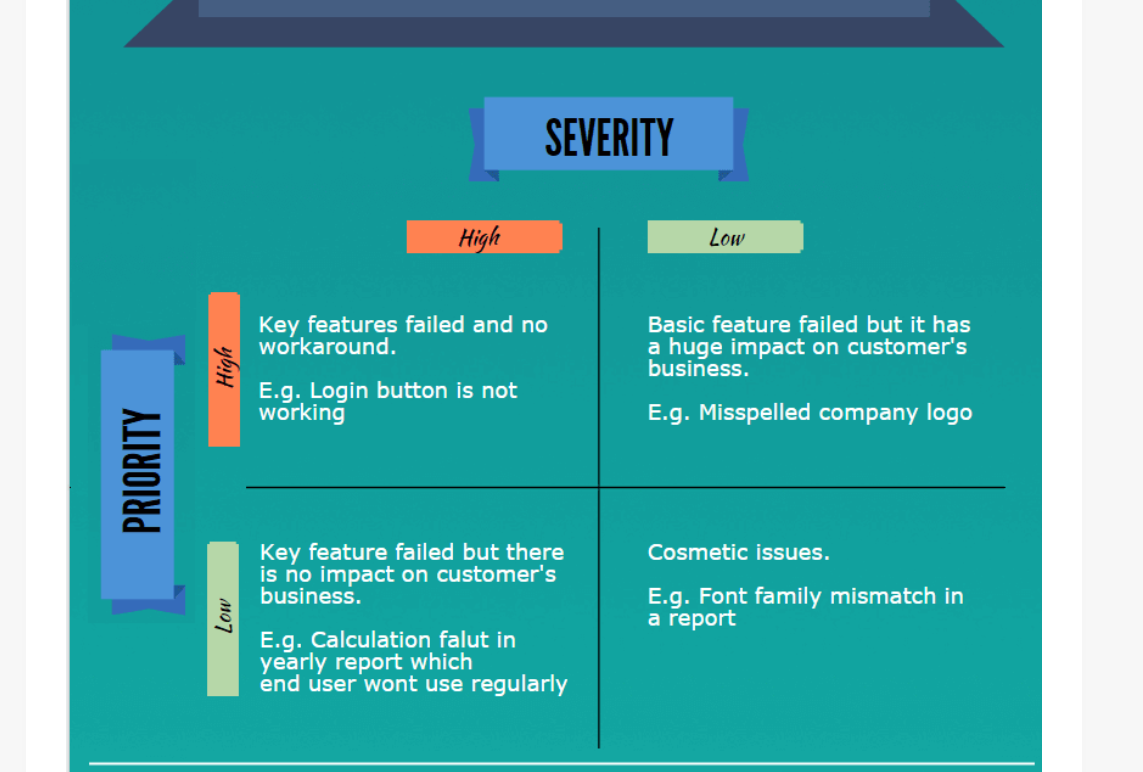 SEVERITY
High
Low
PRIORITY
High
Key features failed and no
workaround.
E.g. Login button is not
working
Basic feature failed but it has
a huge impact on customer's
business.
E.g. Misspelled company logo
Low
Key feature failed but there
is no impact on customer's
business.
E.g. Calculation falut in
yearly report which
end user wont use regularly
Cosmetic issues.
E.g. Font family mismatch in
a report